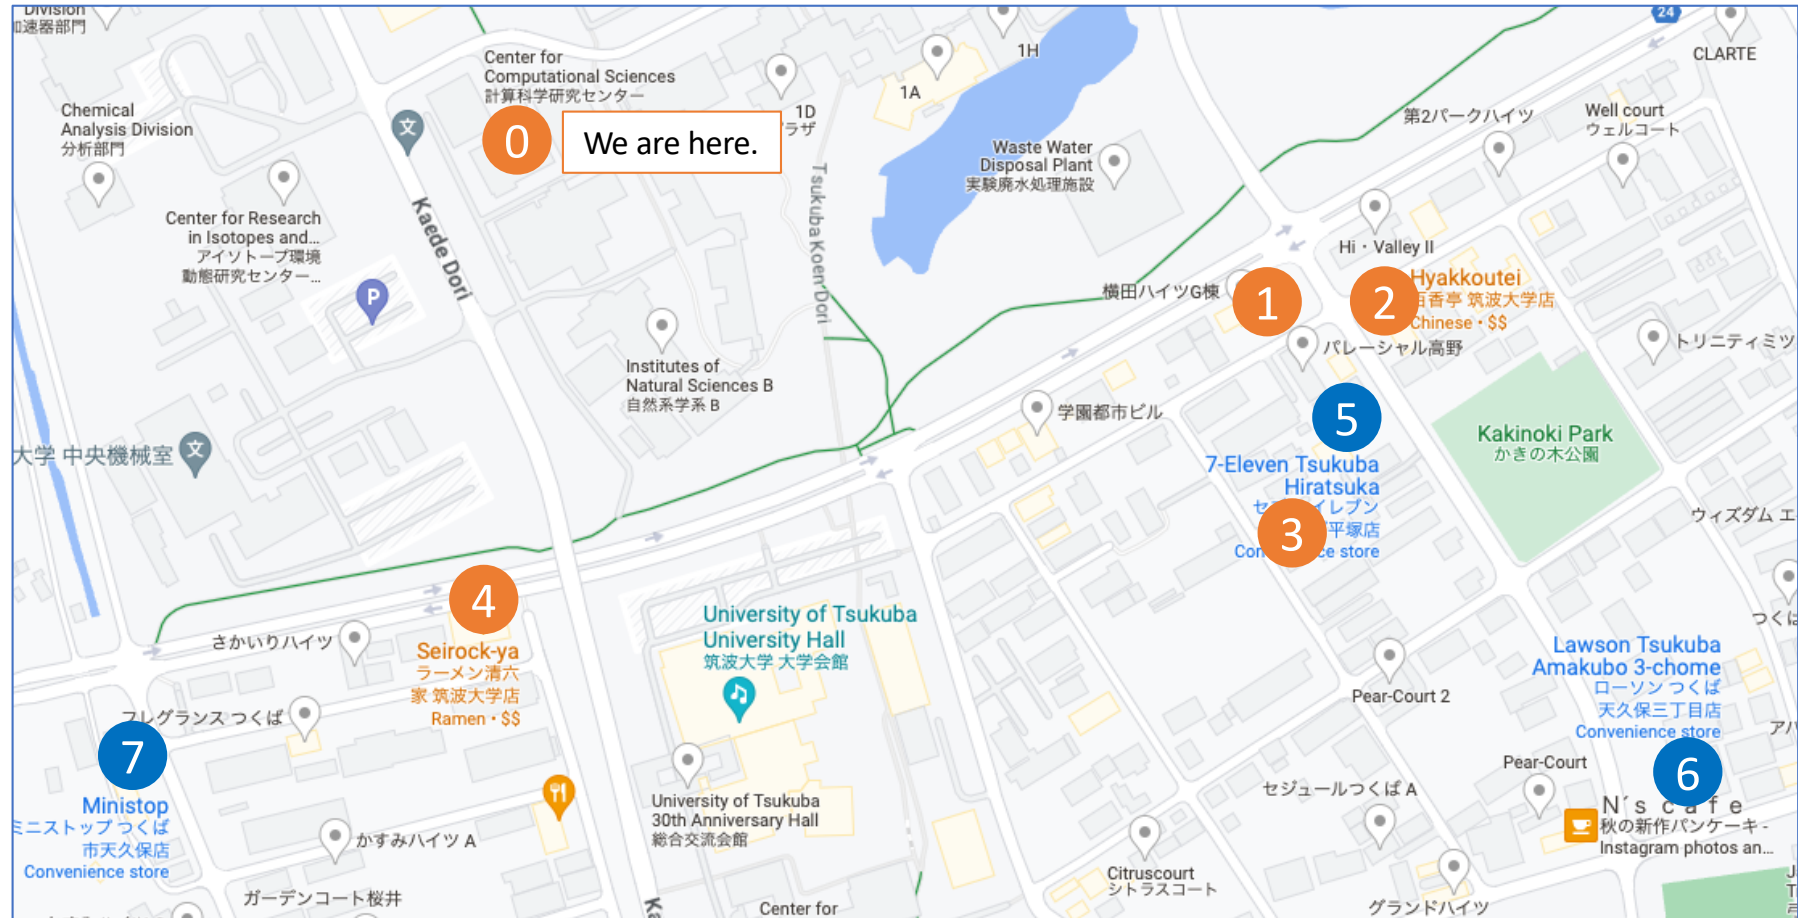 Division
加速器部門
Chemical
Analysis Division
分析部門
Center for Research
in Isotopes and...
アイソトープ環境
動態研究センター...
P
文
Kaede Dori
Center for
Computational Sciences
計算科学研究センター
0
We are here.
1D
ラザ
1A
1H
Tsukuba Koen Dori
Waste Water
Disposal Plant
実験廃水処理施設
24
CLARTE
第2パークハイツ
Well court
ウェルコート
Hi・Valley II
横田ハイツG棟
1
2
Hyakkoutei
百香亭 筑波大学店
Chinese・$$
パレーシャル高野
トリニティミツ
Institutes of
Natural Sciences B
自然系学系 B
学園都市ビル
5
7-Eleven Tsukuba
Hiratsuka
セ イレブン
平塚店
3
Con ce store
Kakinoki Park
かきの木公園
大学 中央機械室
文
ウィズダム エ
4
Seirock-ya
ラーメン清六
家 筑波大学店
Ramen・$$
さかいりハイツ
フレグランス つくば
University of Tsukuba
University Hall
筑波大学 大学会館
つくは
Lawson Tsukuba
Amakubo 3-chome
ローソン つくば
天久保三丁目店
Convenience store
6
アパ
Pear-Court 2
Pear-Court
7
Ministop
ミニストップ つくば
市天久保店
Convenience store
かすみハイツ A
ガーデンコート桜井
University of Tsukuba
30th Anniversary Hall
総合交流会館
セジュールつくば A
N´s cafe
秋の新作パンケーキ -
Instagram photos an...
Citruscourt
シトラスコート
グランドハイツ
Center for
Ka
J
T